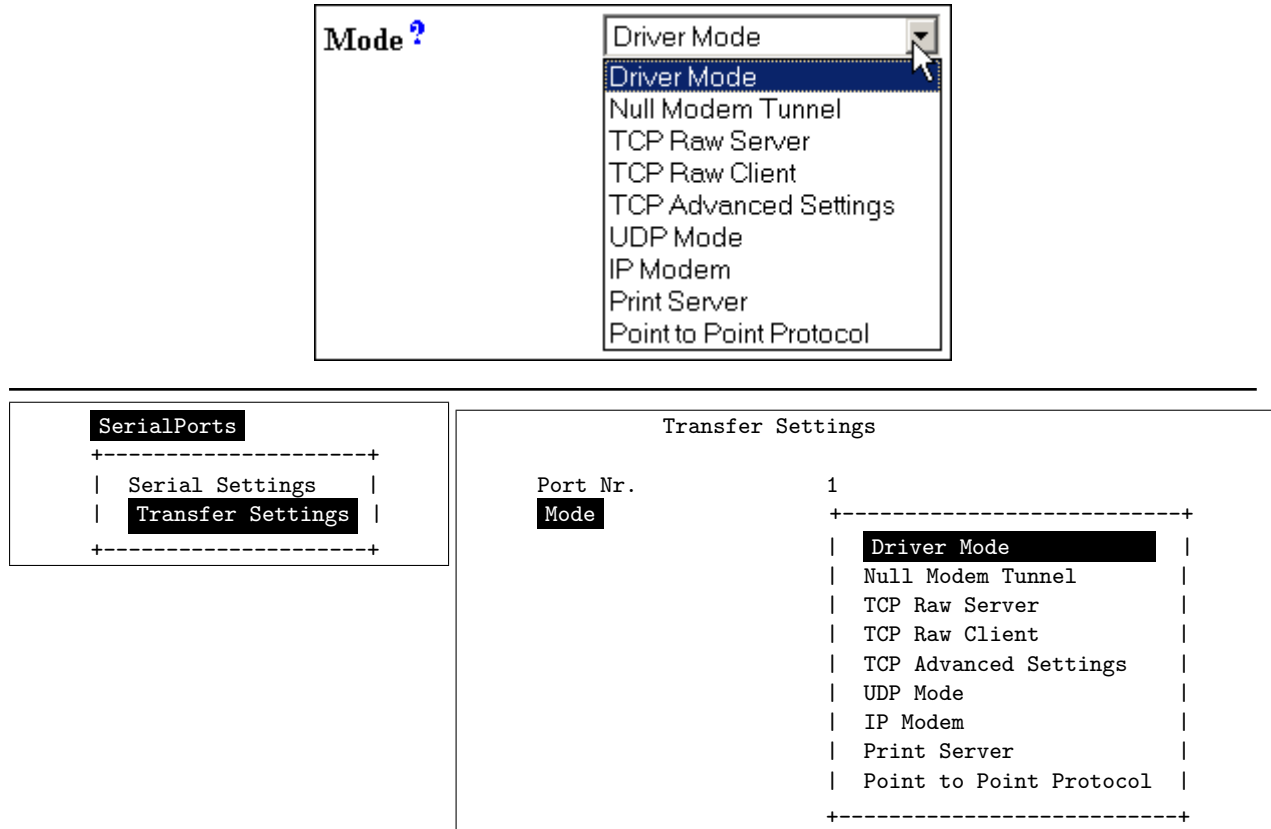 Mode ? Driver Mode
Driver Mode
Null Modem Tunnel
TCP Raw Server
TCP Raw Client
TCP Advanced Settings
UDP Mode
IP Modem
Print Server
Point to Point Protocol
SerialPorts
+---------------------+
| Serial Settings |
| Transfer Settings |
+---------------------+
Transfer Settings
Port Nr. 1
Mode +---------------------------+
| Driver Mode |
| Null Modem Tunnel |
| TCP Raw Server |
| TCP Raw Client |
| TCP Advanced Settings |
| UDP Mode |
| IP Modem |
| Print Server |
| Point to Point Protocol |
+---------------------------+